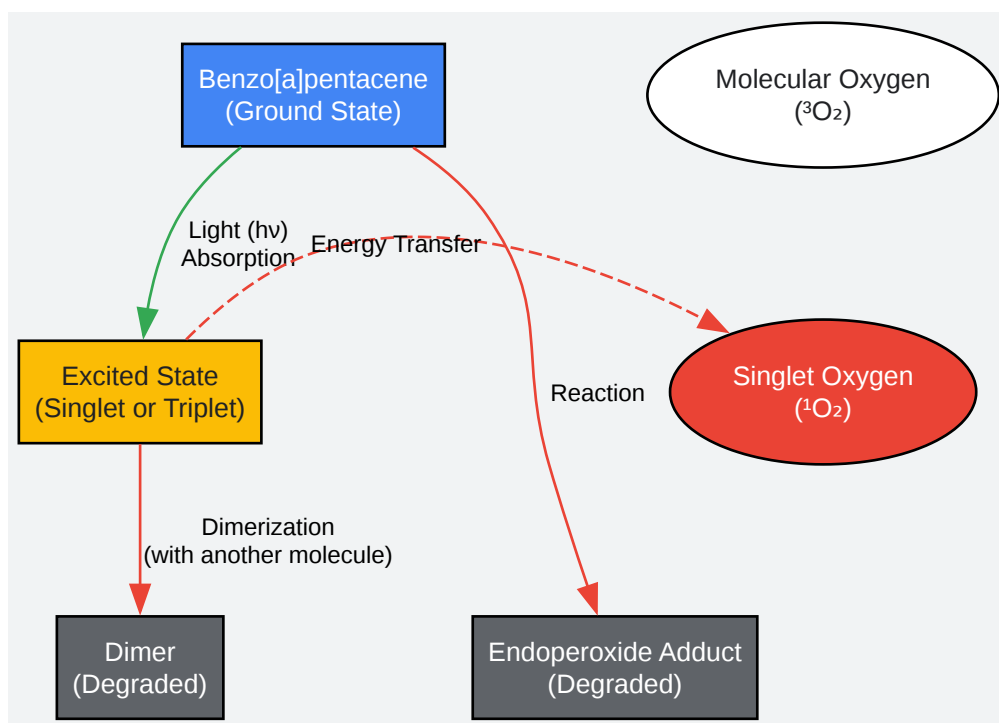 Benzo[a]pentacene
(Ground State)
Molecular Oxygen
(³O₂)
Light (hν)
Absorption
Energy Transfer
Excited State
(Singlet or Triplet)
Reaction
Singlet Oxygen
(¹O₂)
Dimerization
(with another molecule)
Dimer
(Degraded)
Endoperoxide Adduct
(Degraded)